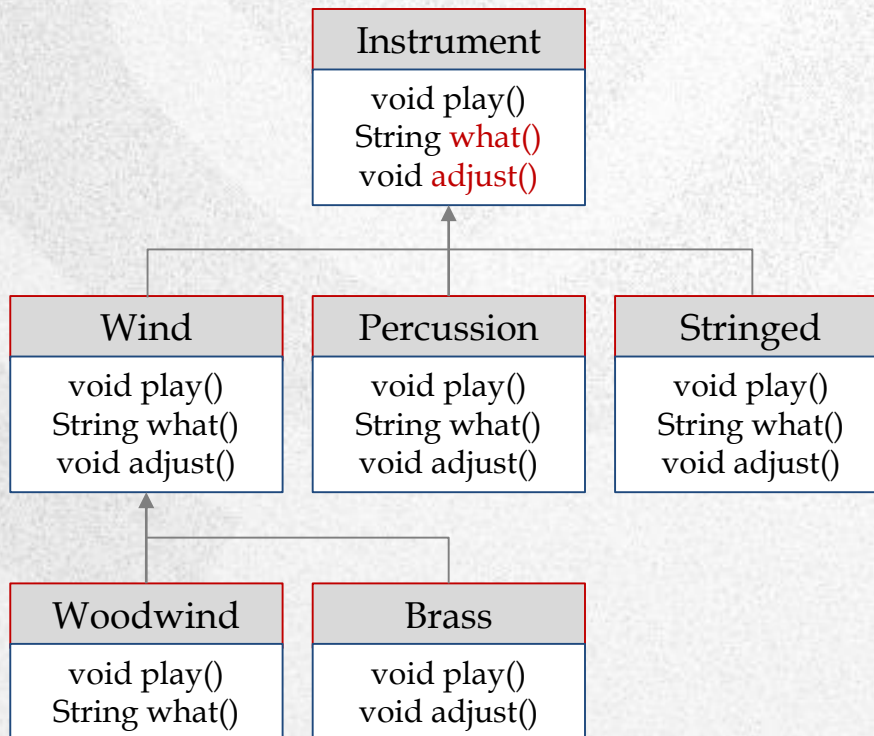 Instrument
void play()
String what()
void adjust()
Wind
void play()
String what()
void adjust()
Percussion
void play()
String what()
void adjust()
Stringed
void play()
String what()
void adjust()
Woodwind
void play()
String what()
Brass
void play()
void adjust()